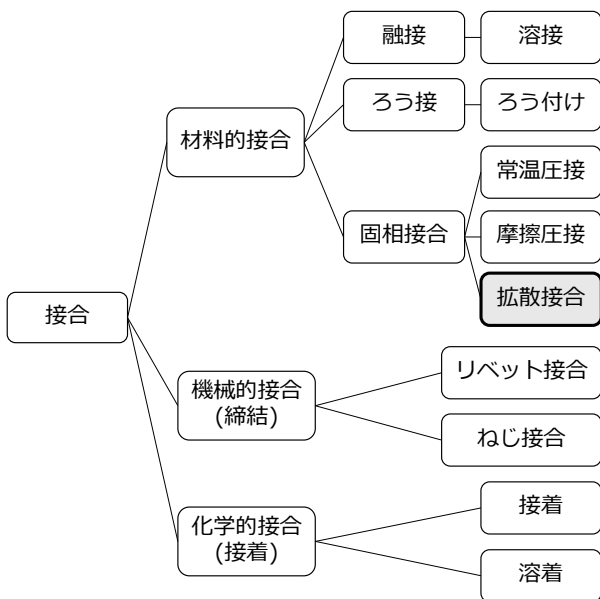 接合
材料的接合
融接
溶接
ろう接
ろう付け
固相接合
常温圧接
摩擦圧接
拡散接合
機械的接合
(締結)
リベット接合
ねじ接合
化学的接合
(接着)
接着
溶着